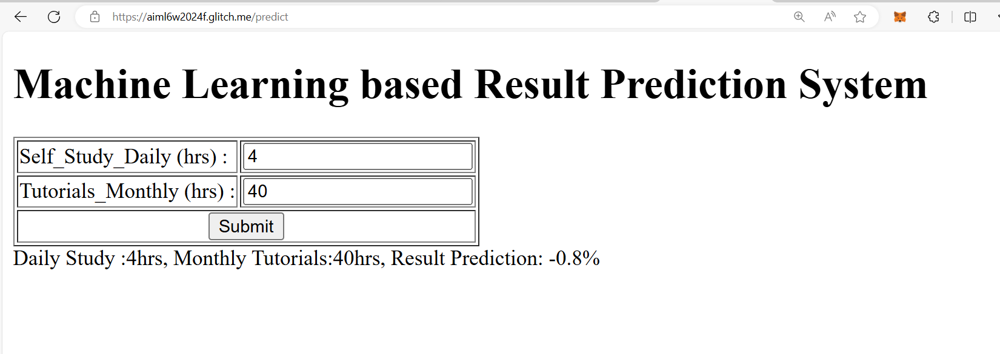 https://aiml6w2024f.glitch.me/predict
Machine Learning based Result Prediction System
Self_Study_Daily (hrs) : 4
Tutorials_Monthly (hrs) : 40
Submit
Daily Study :4hrs, Monthly Tutorials:40hrs, Result Prediction: -0.8%